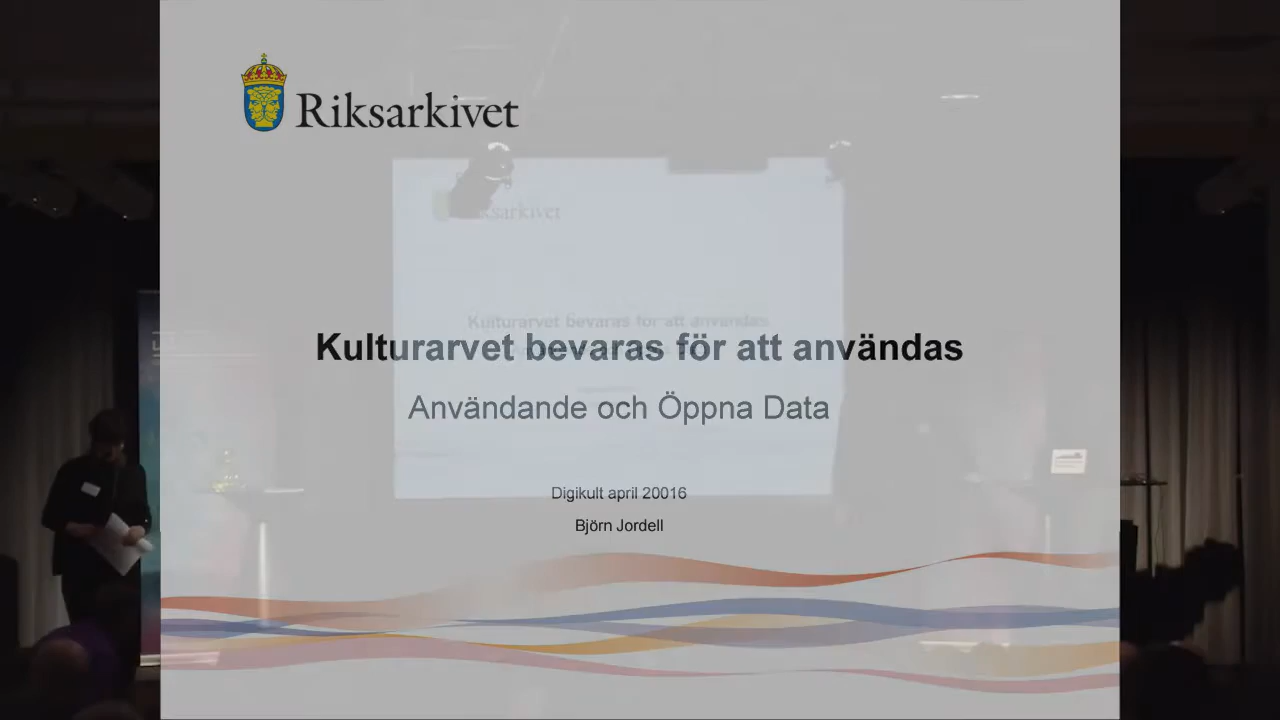 Riksarkivet
Kulturarvet bevaras för att användas
Användande och Öppna Data
Digikult april 20016
Björn Jordell